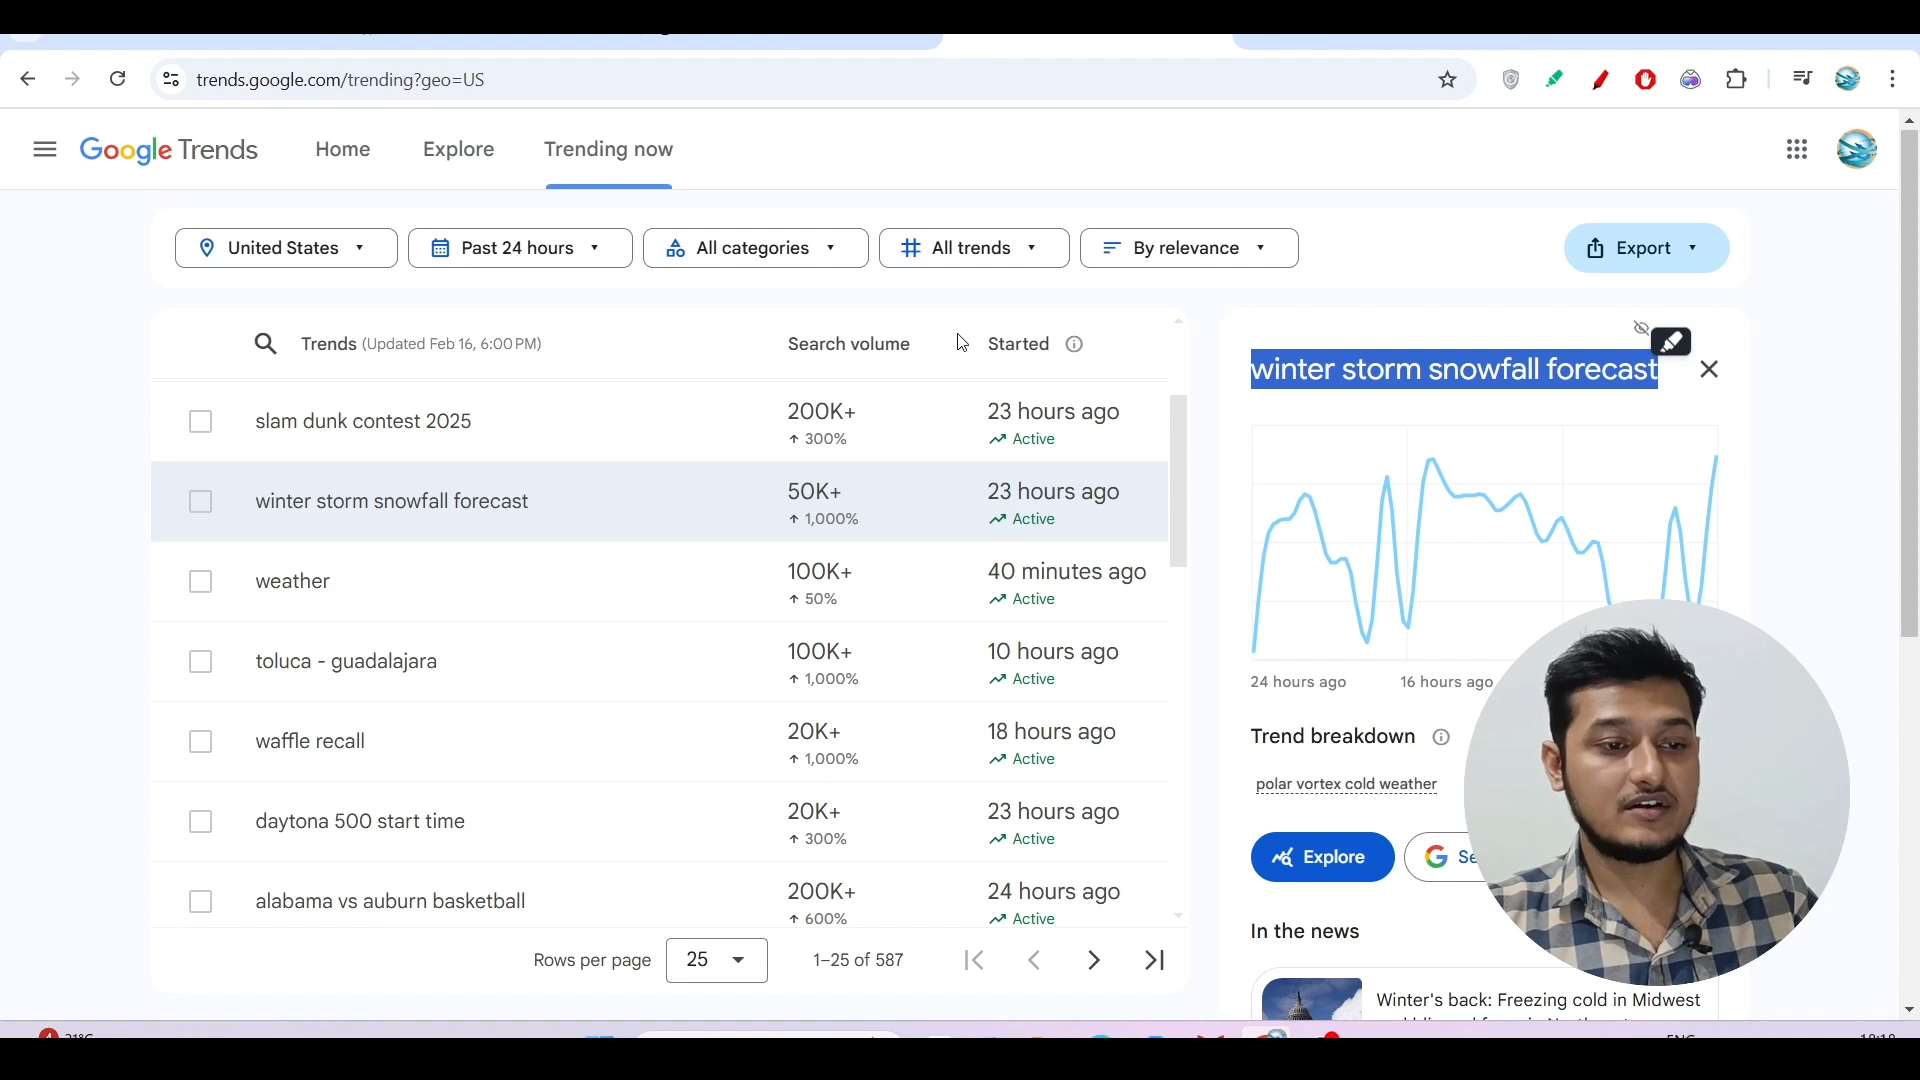 trends.google.com/trending?geo=US
Google Trends
Home
Explore
Trending now
United States
Past 24 hours
All categories
All trends
By relevance
Export
Trends (Updated Feb 16, 6:00 PM)
Search volume
Started
slam dunk contest 2025
200K+
300%
23 hours ago
Active
winter storm snowfall forecast
50K+
1,000%
23 hours ago
Active
weather
100K+
50%
40 minutes ago
Active
toluca - guadalajara
100K+
1,000%
10 hours ago
Active
waffle recall
20K+
1,000%
18 hours ago
Active
daytona 500 start time
20K+
300%
23 hours ago
Active
alabama vs auburn basketball
200K+
600%
24 hours ago
Active
Rows per page
25
1–25 of 587
winter storm snowfall forecast
24 hours ago
16 hours ago
Trend breakdown
polar vortex cold weather
Explore
In the news
Winter's back: Freezing cold in Midwest